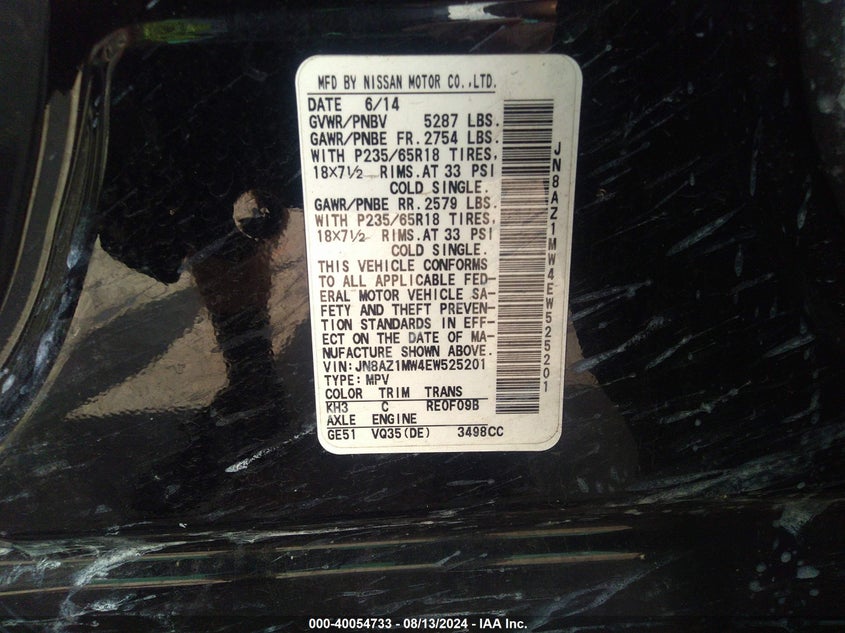 MFD BY NISSAN MOTOR CO.,LTD.
DATE 6/14
GVWR/PNBV 5287 LBS.
GAWR/PNBE FR. 2754 LBS.
WITH P235/65R18 TIRES,
18×7½ RIMS. AT 33 PSI
COLD SINGLE.
GAWR/PNBE RR. 2579 LBS.
WITH P235/65R18 TIRES,
18×7½ RIMS. AT 33 PSI
COLD SINGLE.
THIS VEHICLE CONFORMS
TO ALL APPLICABLE FED-
ERAL MOTOR VEHICLE SA-
FETY AND THEFT PREVEN-
TION STANDARDS IN EFF-
ECT ON THE DATE OF MA-
NUFACTURE SHOWN ABOVE.
VIN: JN8AZ1MW4EW525201
TYPE: MPV
COLOR TRIM TRANS
KH3 C RE0F09B
AXLE ENGINE
GE51 VQ35(DE) 3498CC
JN8AZ1MW4EW525201
000-40054733 - 08/13/2024 - IAA Inc.